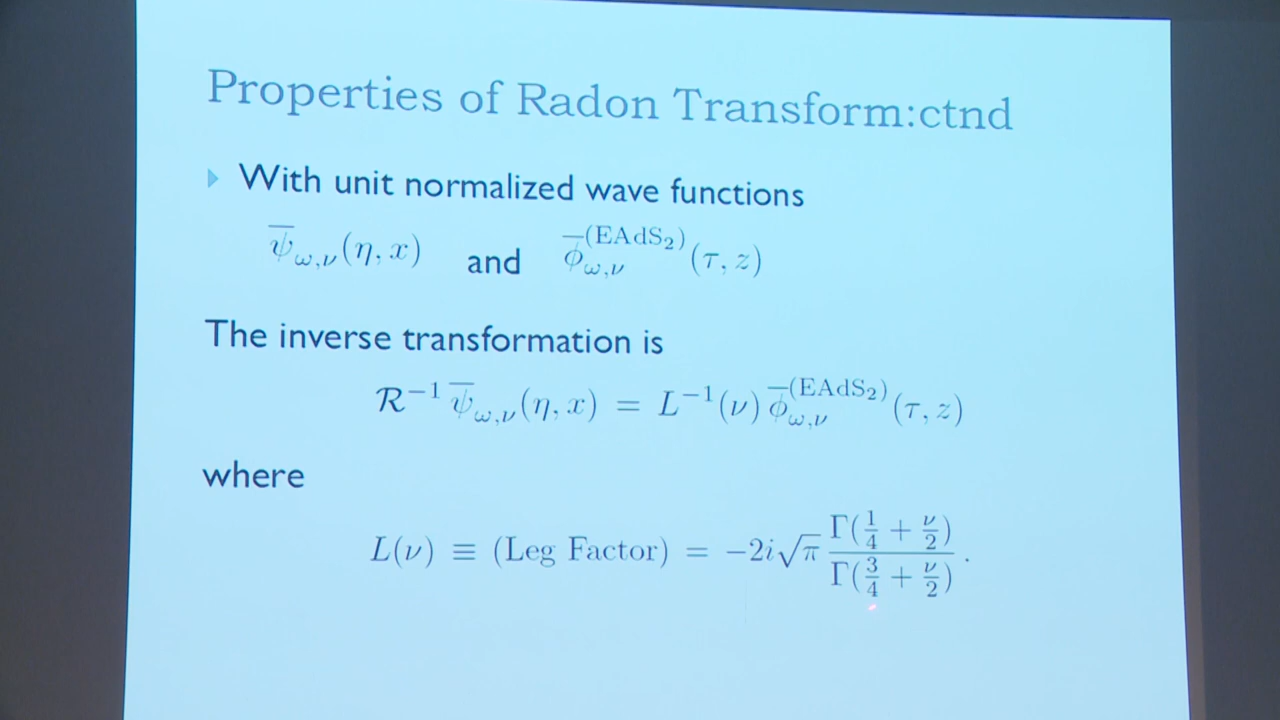 Properties of Radon Transform:ctnd
With unit normalized wave functions
ψ̅_{ω,ν}(η, x) and φ̅_{ω,ν}^{(EAdS₂)}(τ, z)
The inverse transformation is
ℛ^{−1} ψ̅_{ω,ν}(η, x) = L^{−1}(ν) φ̅_{ω,ν}^{(EAdS₂)}(τ, z)
where
L(ν) ≡ (Leg Factor) = −2i√π Γ(1/4 + ν/2) / Γ(3/4 + ν/2) .